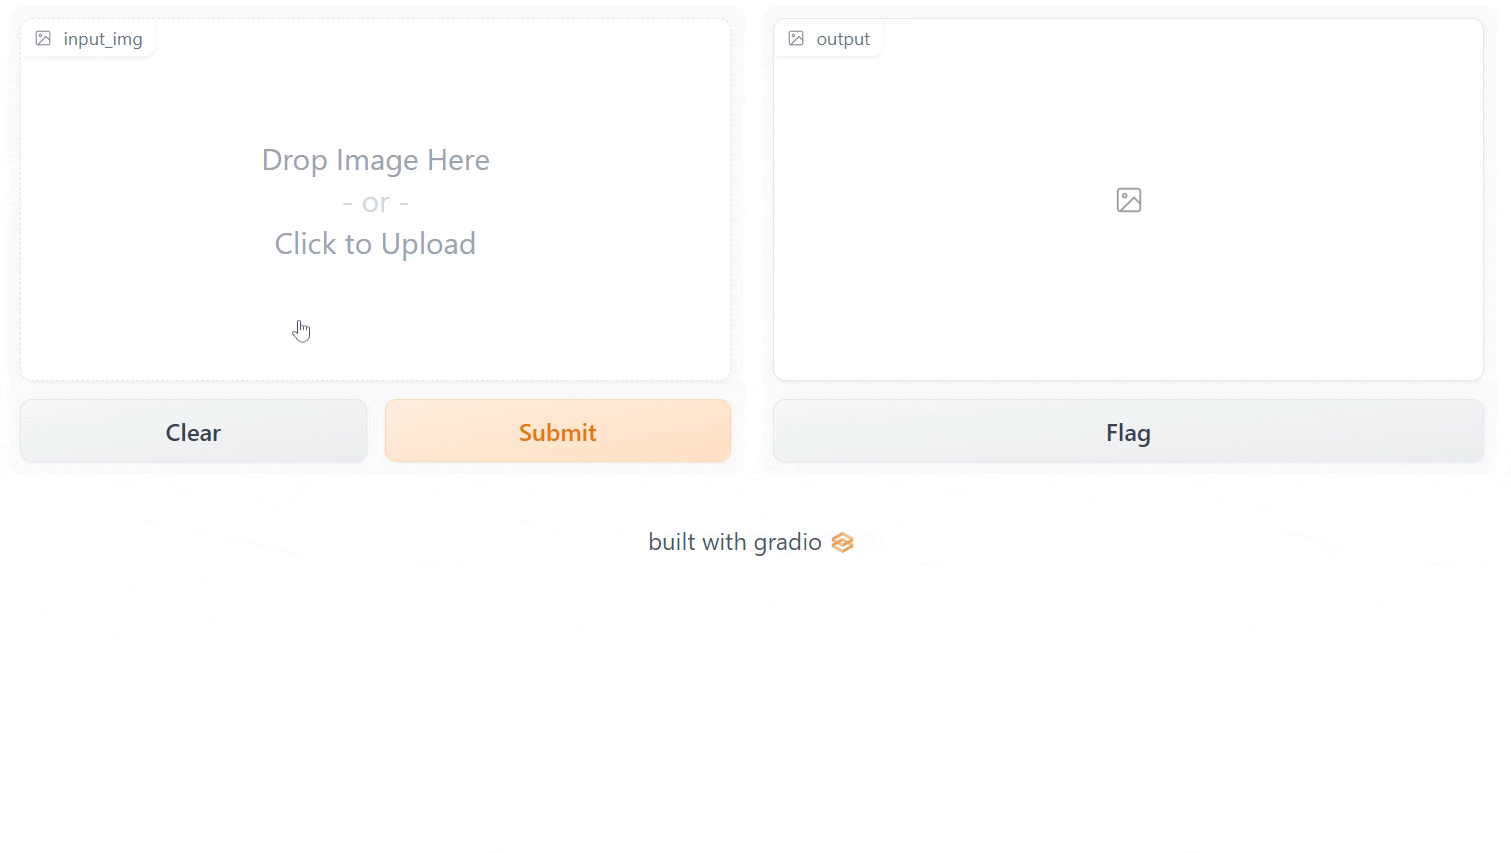 input_img
Drop Image Here
- or -
Click to Upload
Clear
Submit
output
Flag
built with gradio